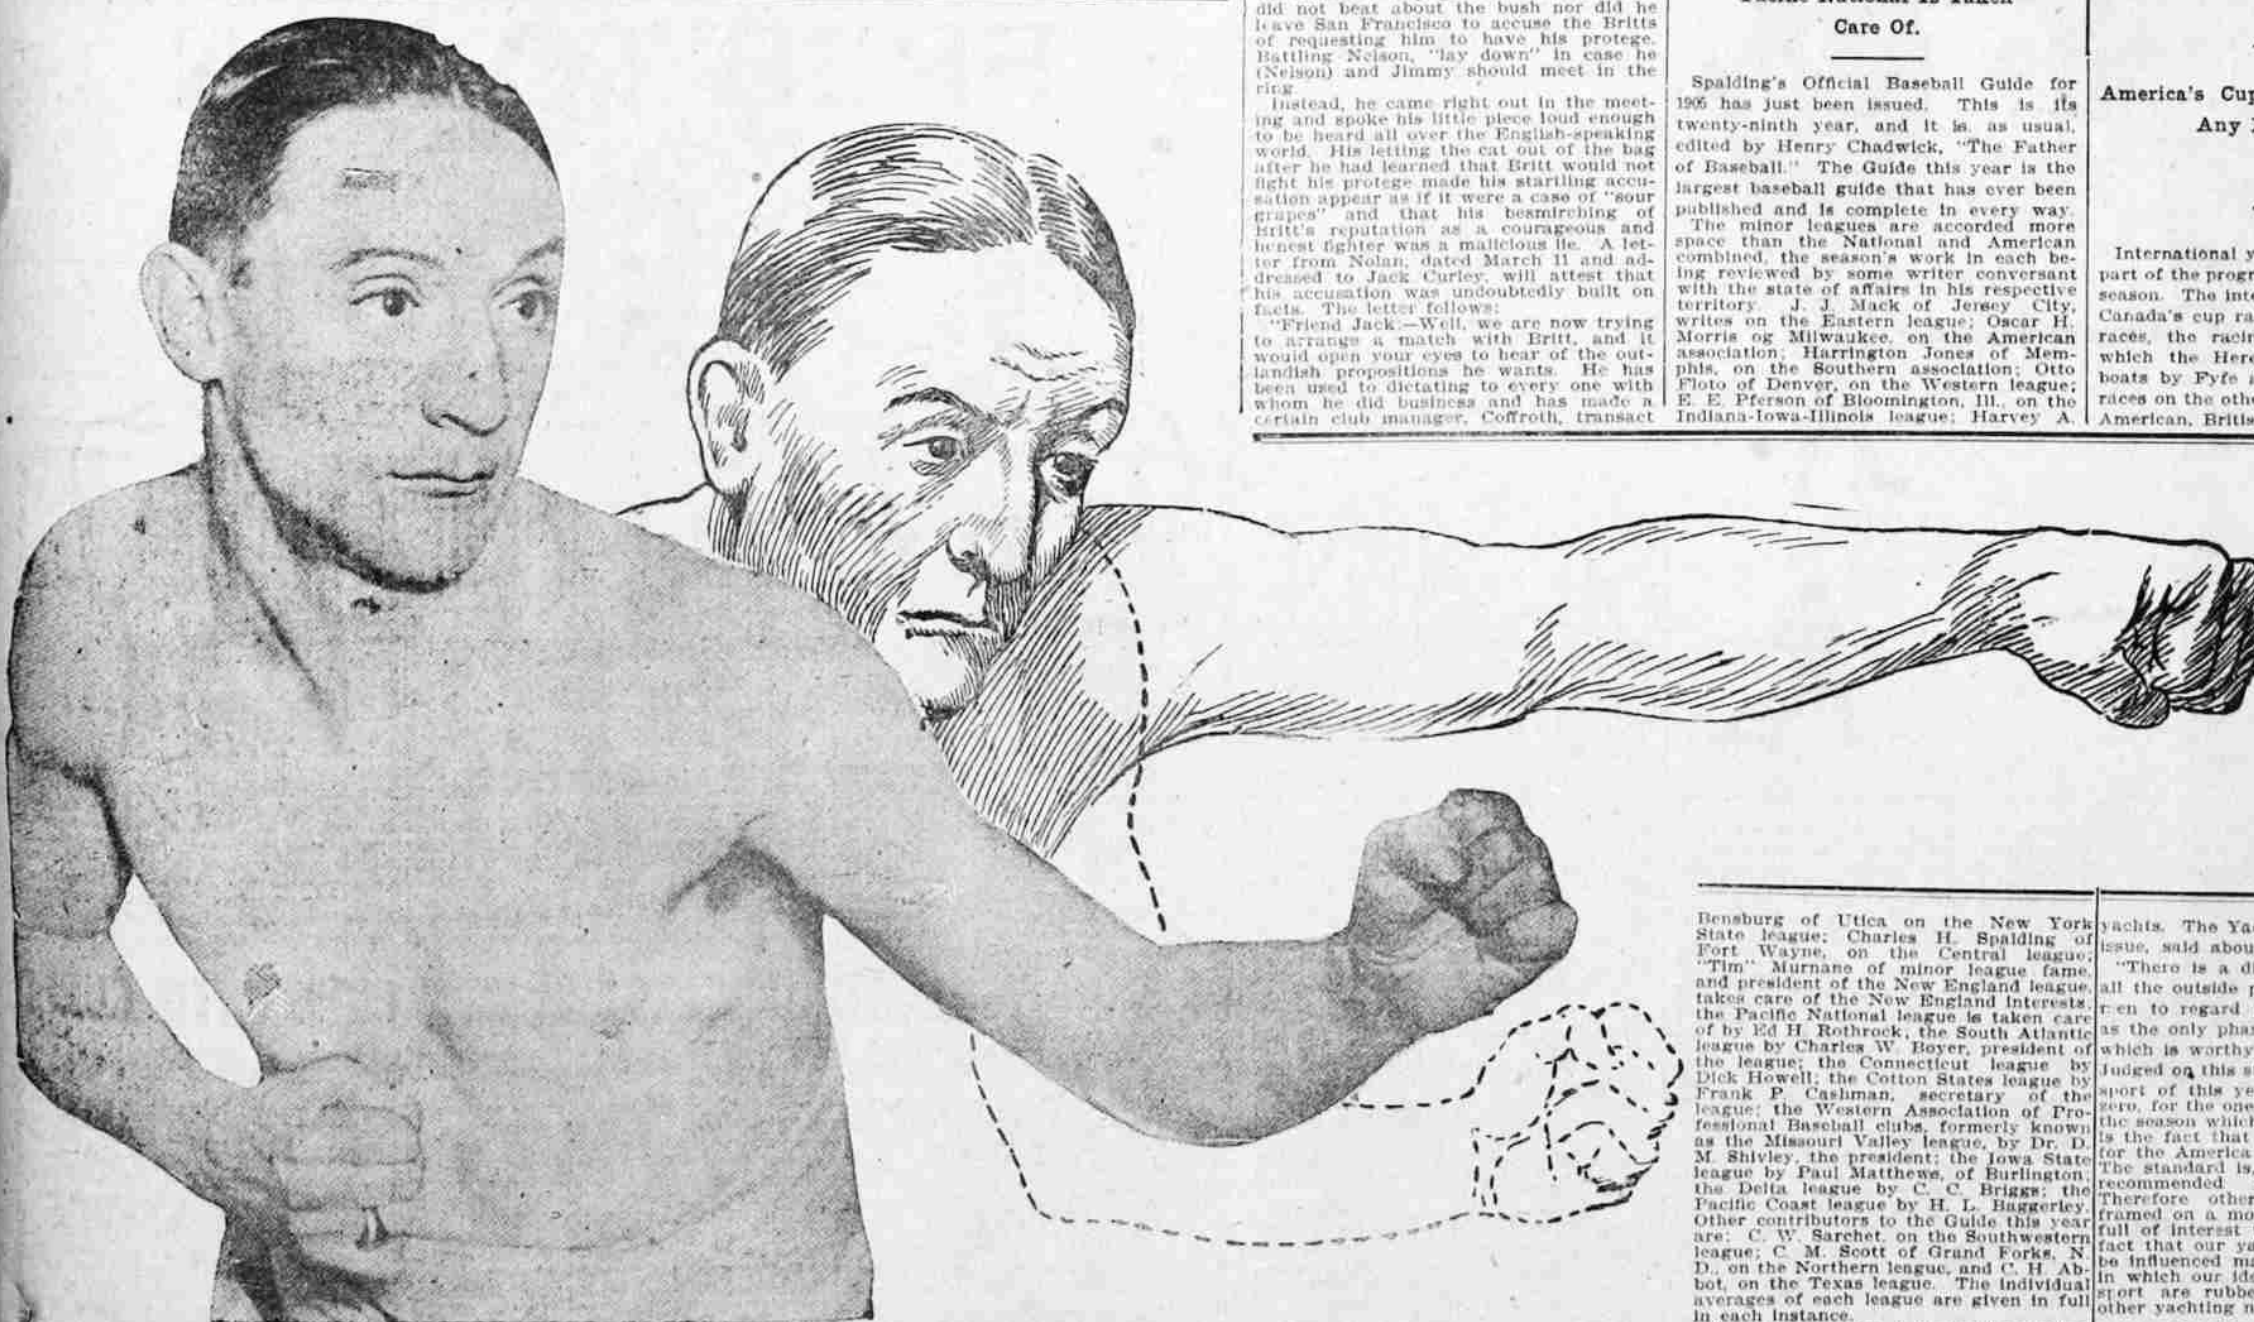 did not beat about the bush nor did he
leave San Francisco to accuse the Britts
of requesting him to have his protege,
Battling Nelson, "lay down" in case he
(Nelson) and Jimmy should meet in the
ring
Instead, he came right out in the meet-
ing and spoke his little piece loud enough
to be heard all over the English-speaking
world. His letting the cat out of the bag
after he had learned that Britt would not
fight his protege made his startling accu-
sation appear as if it were a case of "sour
grapes" and that his besmirching of
Britt's reputation as a courageous and
honest fighter was a malicious lie. A let-
ter from Nolan, dated March 11 and ad-
dressed to Jack Curley, will attest that
his accusation was undoubtedly built on
facts. The letter follows:
"Friend Jack:—Well, we are now trying
to arrange a match with Britt, and it
would open your eyes to hear of the out-
landish propositions he wants. He has
been used to dictating to every one with
whom he did business and has made a
certain club manager, Coffroth, transact
Pacific National Is Taken
Care Of.
Spalding's Official Baseball Guide for
1905 has just been issued. This is its
twenty-ninth year, and it is, as usual,
edited by Henry Chadwick, "The Father
of Baseball." The Guide this year is the
largest baseball guide that has ever been
published and is complete in every way.
The minor leagues are accorded more
space than the National and American
combined, the season's work in each be-
ing reviewed by some writer conversant
with the state of affairs in his respective
territory. J. J. Mack of Jersey City,
writes on the Eastern league; Oscar H.
Morris og Milwaukee, on the American
association; Harrington Jones of Mem-
phis, on the Southern association; Otto
Floto of Denver, on the Western league;
E. E. Pferson of Bloomington, Ill., on the
Indiana-Iowa-Illinois league; Harvey A.
Bensburg of Utica on the New York
State league; Charles H. Spalding of
Fort Wayne, on the Central league;
"Tim" Murnane of minor league fame,
and president of the New England league,
takes care of the New England interests,
the Pacific National league is taken care
of by Ed H. Rothrock, the South Atlantic
league by Charles W. Boyer, president of
the league; the Connecticut league by
Dick Howell; the Cotton States league by
Frank P. Cashman, secretary of the
league; the Western Association of Pro-
fessional Baseball clubs, formerly known
as the Missouri Valley league, by Dr. D.
M. Shivley, the president; the Iowa State
league by Paul Matthews, of Burlington;
the Delta league by C. C. Briggs; the
Pacific Coast league by H. L. Baggerley.
Other contributors to the Guide this year
are: C. W. Sarchet, on the Southwestern
league; C. M. Scott of Grand Forks, N.
D., on the Northern league, and C. H. Ab-
bot, on the Texas league. The individual
averages of each league are given in full
in each instance.
America's Cup
Any
International y
part of the progr
season. The inte
Canada's cup ra
races, the racin
which the Here
boats by Fyfe a
races on the othe
American, Britis
yachts. The Ya
issue, said abou
"There is a di
all the outside p
men to regard
as the only phas
which is worthy
Judged on this s
sport of this ye
zero, for the one
the season which
is the fact that
for the America
The standard is,
recommended
Therefore other
framed on a mo
full of interest
fact that our ya
be influenced ma
in which our ide
sport are rubbe
other yachting n